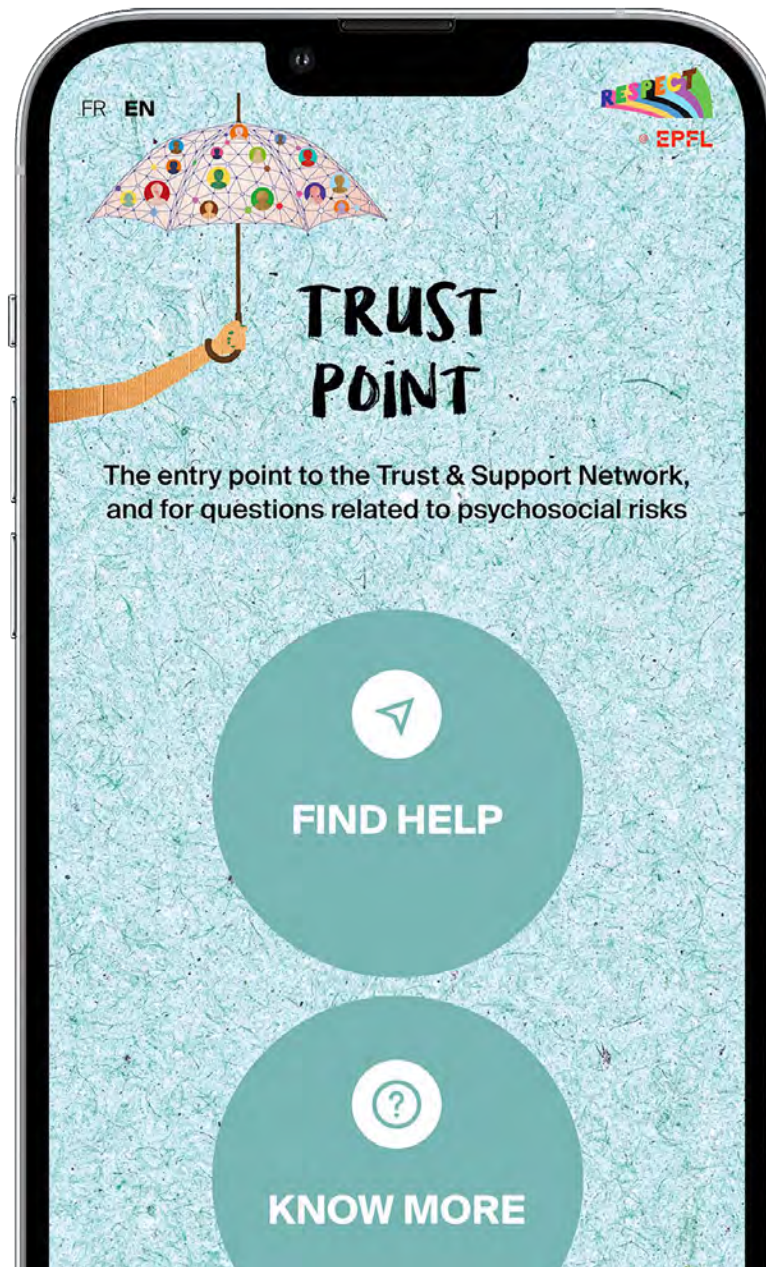 FR EN
RESPECT
EPFL
TRUST
POINT
The entry point to the Trust & Support Network,
and for questions related to psychosocial risks
FIND HELP
?
KNOW MORE